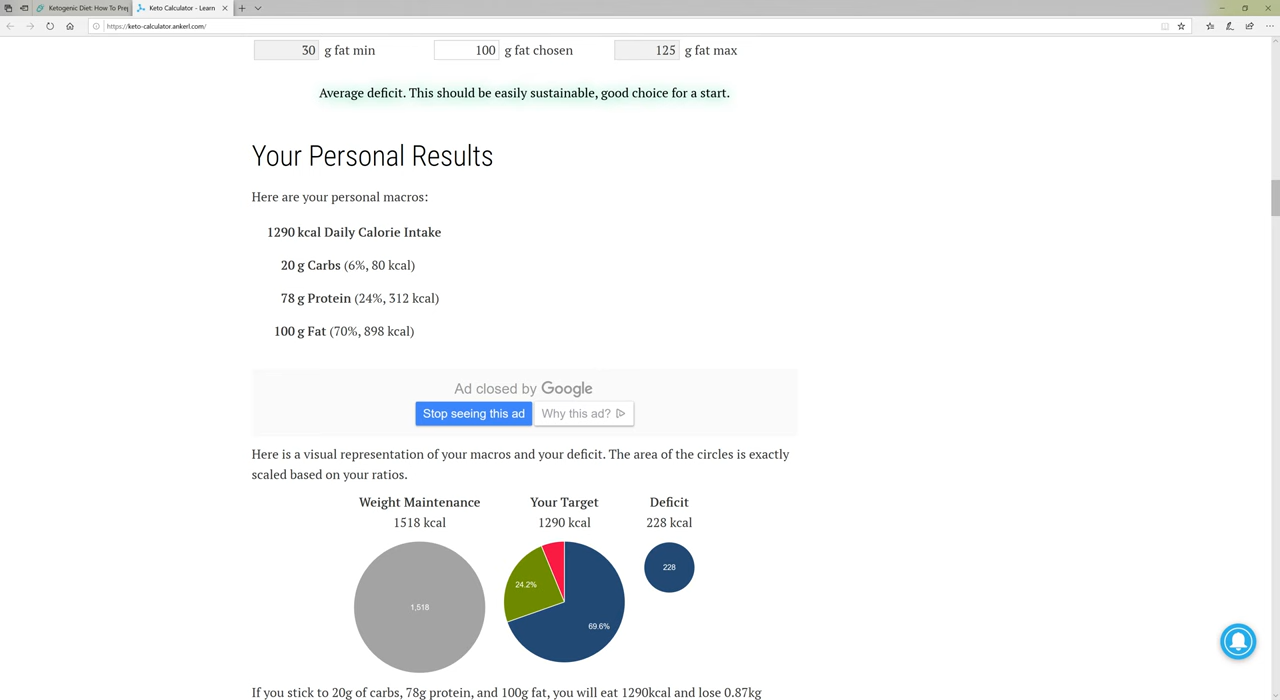 Ketogenic Diet: How To Prep
Keto Calculator - Learn
https://keto-calculator.ankerl.com/
30 g fat min 100 g fat chosen 125 g fat max
Average deficit. This should be easily sustainable, good choice for a start.
Your Personal Results
Here are your personal macros:
1290 kcal Daily Calorie Intake
20 g Carbs (6%, 80 kcal)
78 g Protein (24%, 312 kcal)
100 g Fat (70%, 898 kcal)
Ad closed by Google
Stop seeing this ad Why this ad?
Here is a visual representation of your macros and your deficit. The area of the circles is exactly
scaled based on your ratios.
Weight Maintenance Your Target Deficit
1518 kcal 1290 kcal 228 kcal
1,518 24.2% 69.6% 228
If you stick to 20g of carbs, 78g protein, and 100g fat, you will eat 1290kcal and lose 0.87kg